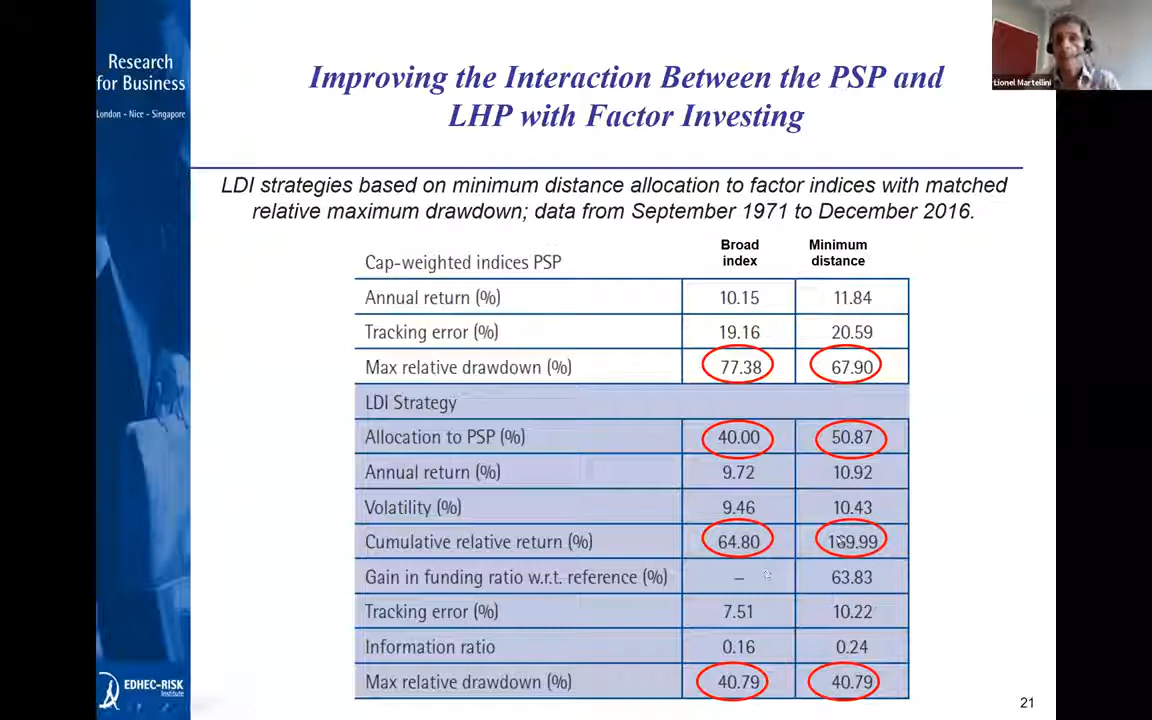 Research
for Business
London - Nice - Singapore
Improving the Interaction Between the PSP and
LHP with Factor Investing
Lionel Martellini
LDI strategies based on minimum distance allocation to factor indices with matched
relative maximum drawdown; data from September 1971 to December 2016.
Cap-weighted indices PSP Broad index Minimum distance
Annual return (%) 10.15 11.84
Tracking error (%) 19.16 20.59
Max relative drawdown (%) 77.38 67.90
LDI Strategy
Allocation to PSP (%) 40.00 50.87
Annual return (%) 9.72 10.92
Volatility (%) 9.46 10.43
Cumulative relative return (%) 64.80
Gain in funding ratio w.r.t. reference (%) – 63.83
Tracking error (%) 7.51 10.22
Information ratio 0.16 0.24
Max relative drawdown (%) 40.79 40.79
EDHEC-RISK
Institute
21